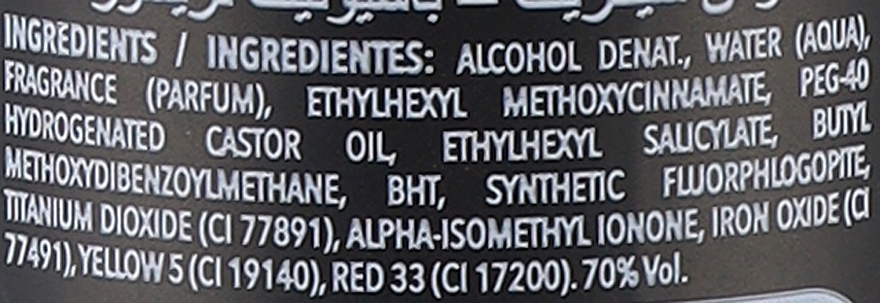 INGREDIENTS / INGREDIENTES: ALCOHOL DENAT., WATER (AQUA),
FRAGRANCE (PARFUM), ETHYLHEXYL METHOXYCINNAMATE, PEG-40
HYDROGENATED CASTOR OIL, ETHYLHEXYL SALICYLATE, BUTYL
METHOXYDIBENZOYLMETHANE, BHT, SYNTHETIC FLUORPHLOGOPITE,
TITANIUM DIOXIDE (CI 77891), ALPHA-ISOMETHYL IONONE, IRON OXIDE (CI
77491), YELLOW 5 (CI 19140), RED 33 (CI 17200). 70% Vol.